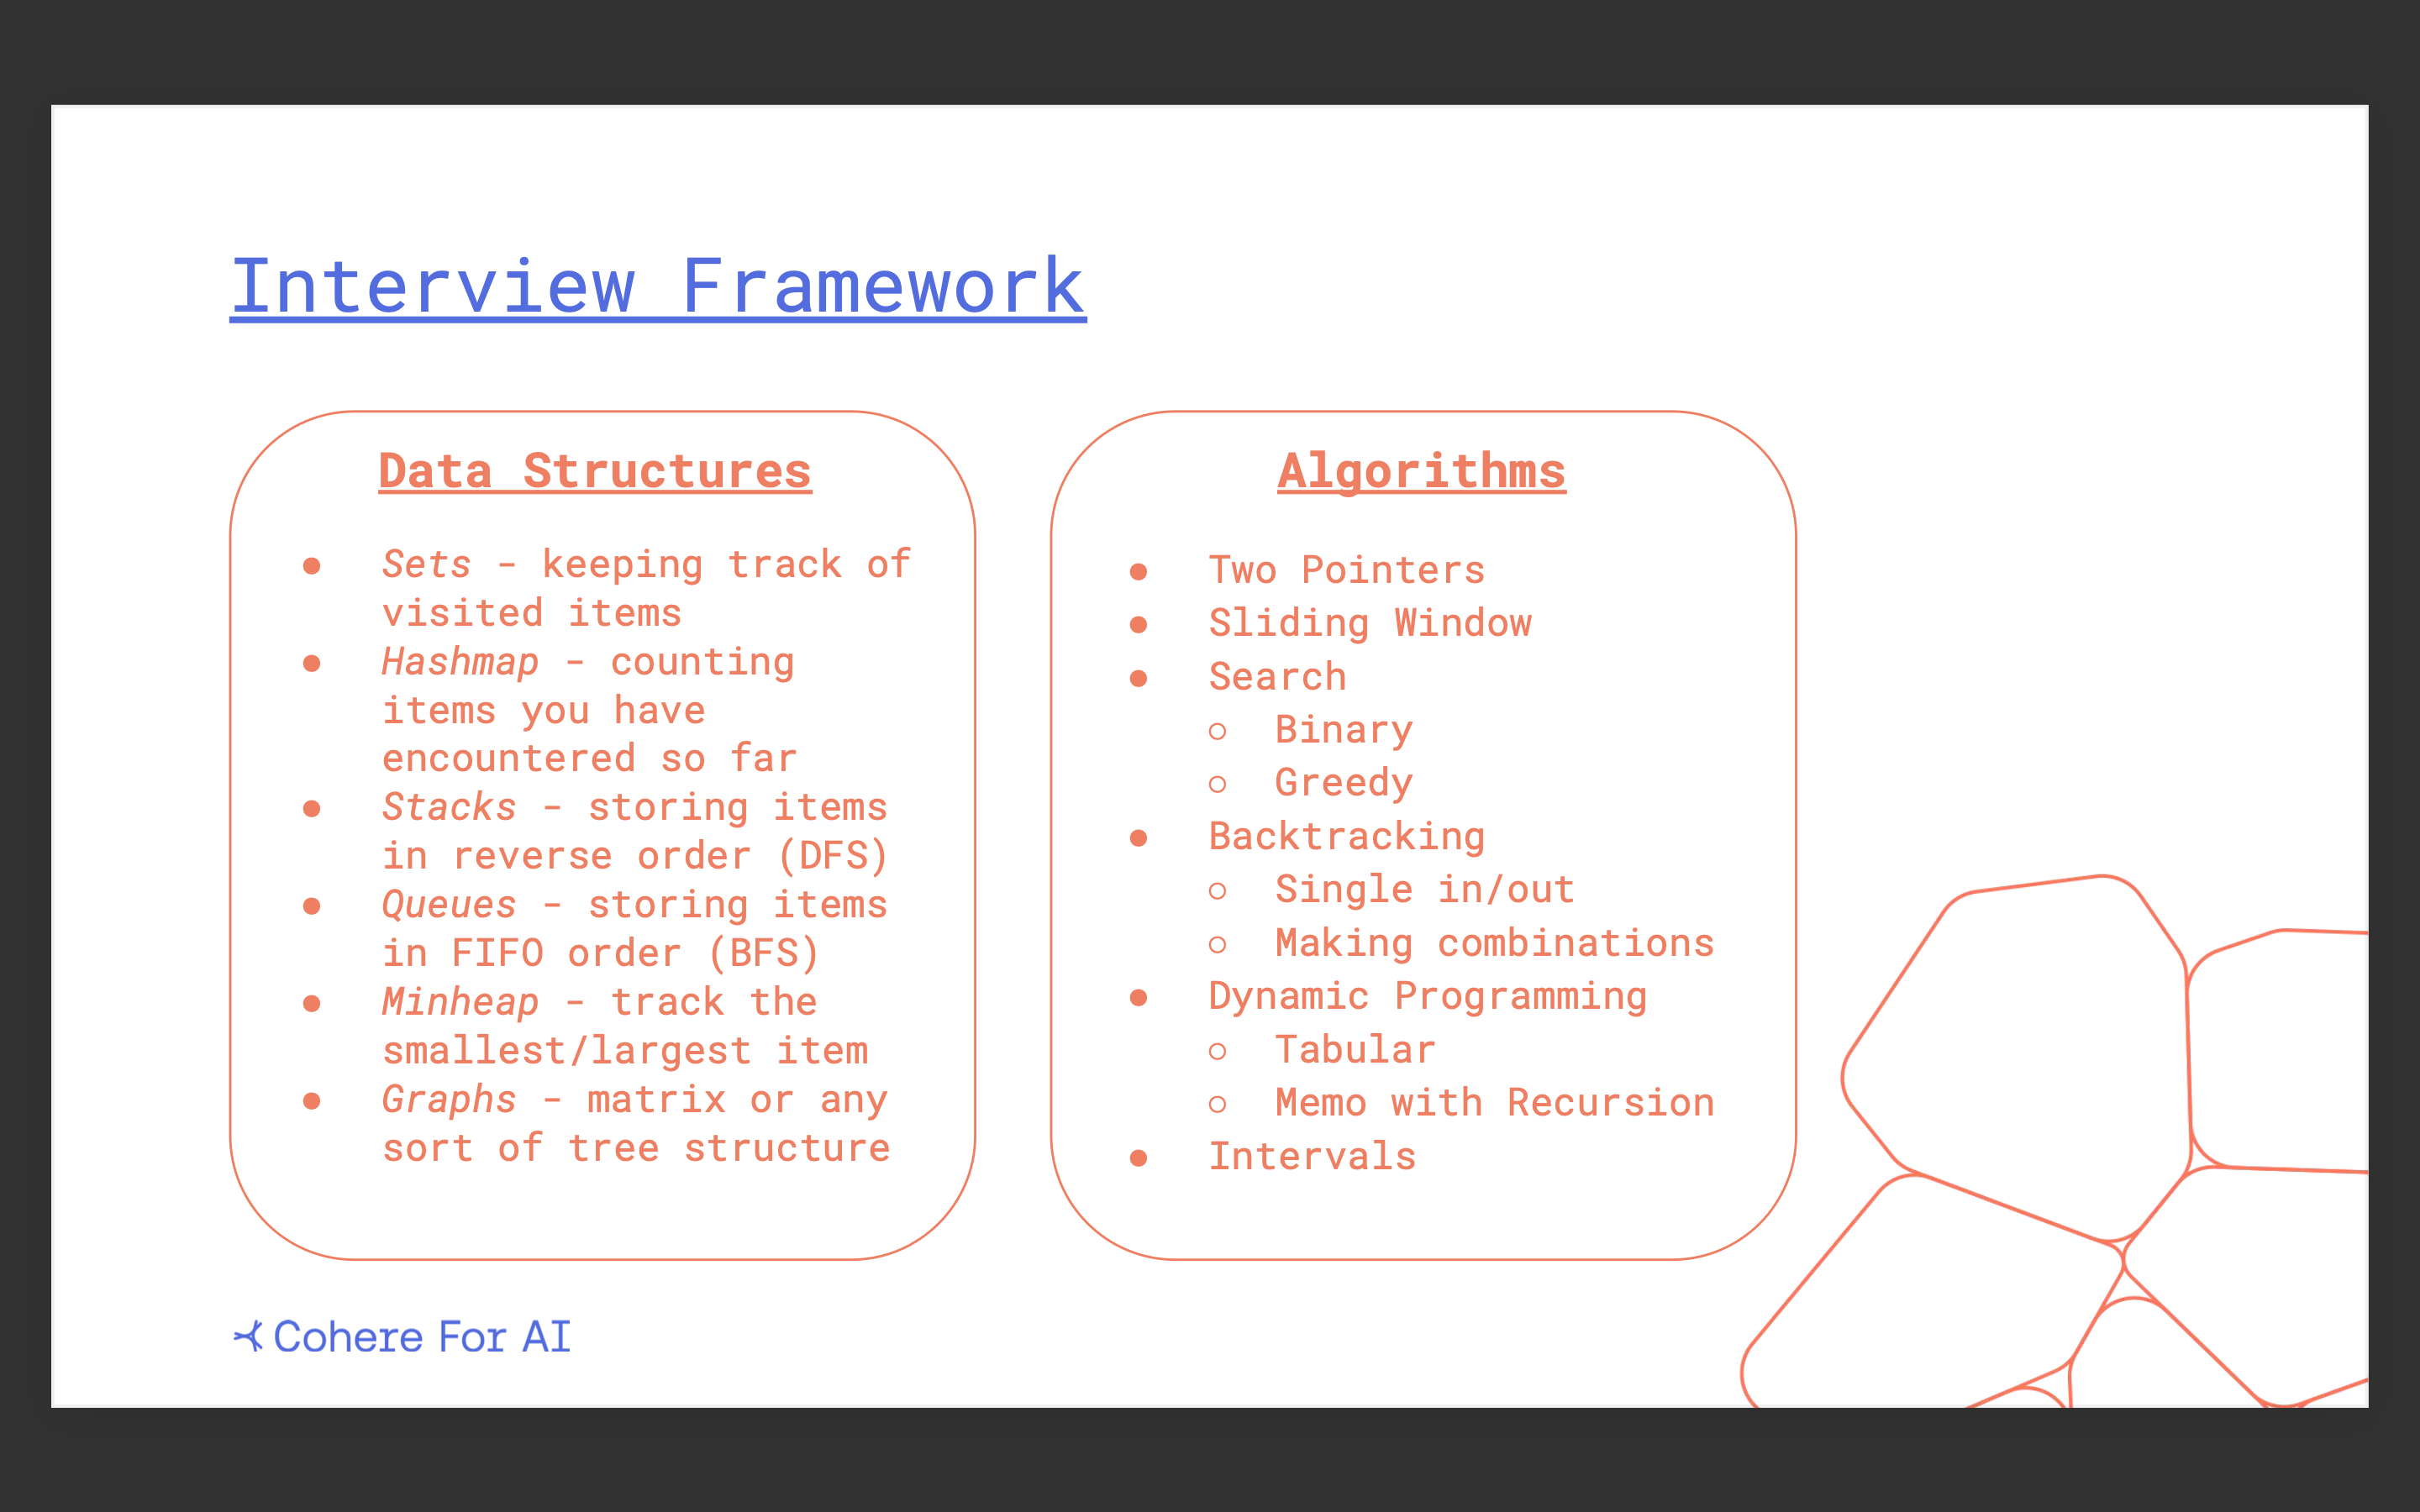 Interview Framework
Data Structures
● Sets - keeping track of
visited items
● Hashmap - counting
items you have
encountered so far
● Stacks - storing items
in reverse order (DFS)
● Queues - storing items
in FIFO order (BFS)
● Minheap - track the
smallest/largest item
● Graphs - matrix or any
sort of tree structure
Algorithms
● Two Pointers
● Sliding Window
● Search
○ Binary
○ Greedy
● Backtracking
○ Single in/out
○ Making combinations
● Dynamic Programming
○ Tabular
○ Memo with Recursion
● Intervals
Cohere For AI